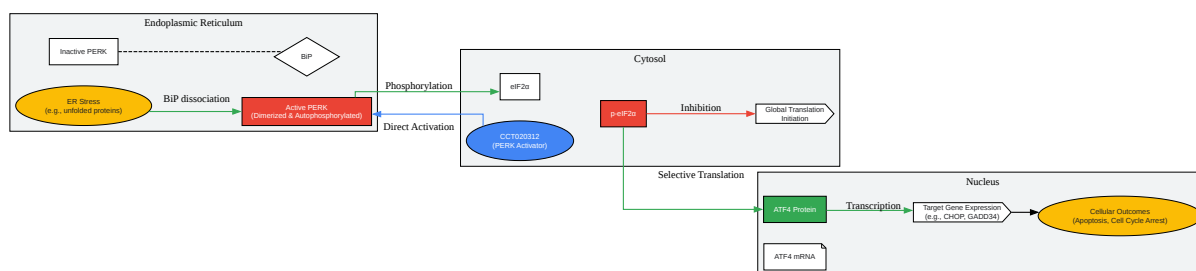 Endoplasmic Reticulum
Inactive PERK
BiP
ER Stress
(e.g., unfolded proteins)
BiP dissociation
Active PERK
(Dimerized & Autophosphorylated)
Phosphorylation
Direct Activation
Cytosol
eIF2α
CCT020312
(PERK Activator)
p-eIF2α
Inhibition
Global Translation
Initiation
Selective Translation
Nucleus
ATF4 Protein
Transcription
Target Gene Expression
(e.g., CHOP, GADD34)
Cellular Outcomes
(Apoptosis, Cell Cycle Arrest)
ATF4 mRNA